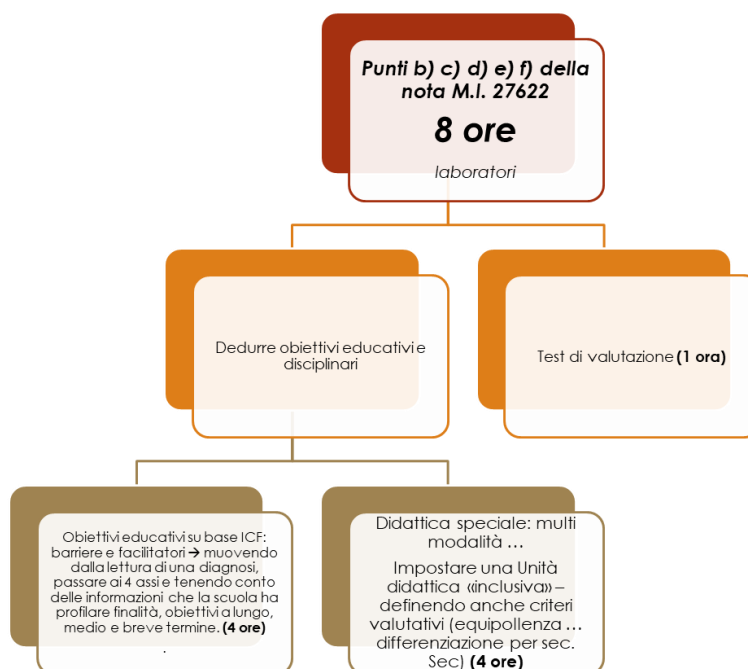 Punti b) c) d) e) f) della
nota M.I. 27622
8 ore
laboratori
Dedurre obiettivi educativi e
disciplinari
Test di valutazione (1 ora)
Obiettivi educativi su base ICF:
barriere e facilitatori → muovendo
dalla lettura di una diagnosi,
passare ai 4 assi e tenendo conto
delle informazioni che la scuola ha
profilare finalità, obiettivi a lungo,
medio e breve termine. (4 ore)
.
Didattica speciale: multi
modalità ...
Impostare una Unità
didattica «inclusiva» –
definendo anche criteri
valutativi (equipollenza ...
differenziazione per sec.
Sec) (4 ore)